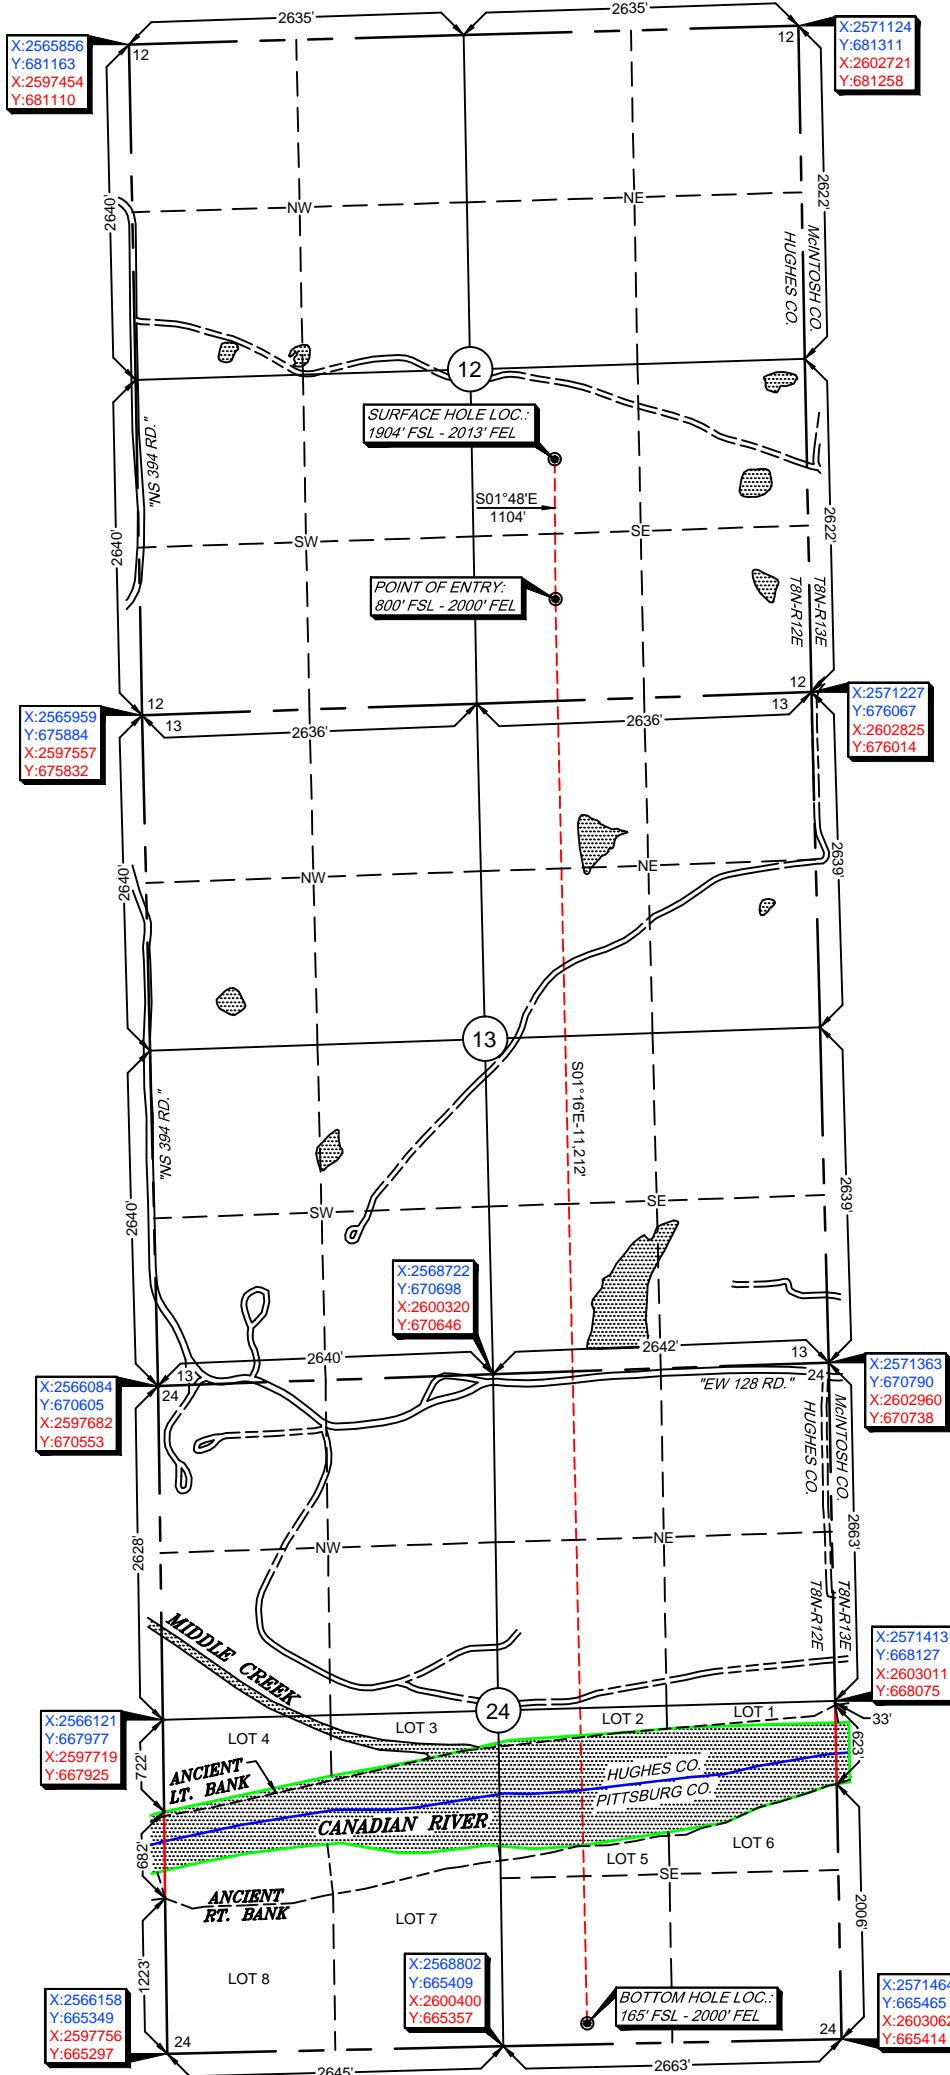 2635'
2635'
X:2565856
Y:681163
X:2597454
Y:681110
X:2571124
Y:681311
X:2602721
Y:681258
12
12
2640'
NW
NE
2622'
McINTOSH CO.
HUGHES CO.
12
SURFACE HOLE LOC.:
1904' FSL - 2013' FEL
"NS 394 RD."
S01°48'E
1104'
2640'
SW
SE
2622'
POINT OF ENTRY:
800' FSL - 2000' FEL
T8N-R13E
T8N-R12E
X:2565959
Y:675884
X:2597557
Y:675832
12
13
2636'
2636'
12
13
X:2571227
Y:676067
X:2602825
Y:676014
2640'
NW
NE
2639'
13
"NS 394 RD."
S01°16'E-11,212'
2640'
SW
SE
2639'
X:2568722
Y:670698
X:2600320
Y:670646
2640'
2642'
13
13
24
24
"EW 128 RD."
X:2566084
Y:670605
X:2597682
Y:670553
X:2571363
Y:670790
X:2602960
Y:670738
McINTOSH CO.
HUGHES CO.
2628'
NW
NE
2663'
T8N-R13E
T8N-R12E
MIDDLE CREEK
X:2571413
Y:668127
X:2603011
Y:668075
24
X:2566121
Y:667977
X:2597719
Y:667925
LOT 4
LOT 3
LOT 2
LOT 1
33'
722'
623'
ANCIENT
LT. BANK
HUGHES CO.
PITTSBURG CO.
CANADIAN RIVER
682'
LOT 5
LOT 6
SE
ANCIENT
RT. BANK
LOT 7
2006'
1223'
LOT 8
X:2568802
Y:665409
X:2600400
Y:665357
X:2566158
Y:665349
X:2597756
Y:665297
BOTTOM HOLE LOC.:
165' FSL - 2000' FEL
X:2571464
Y:665465
X:2603062
Y:665414
24
24
2645'
2663'